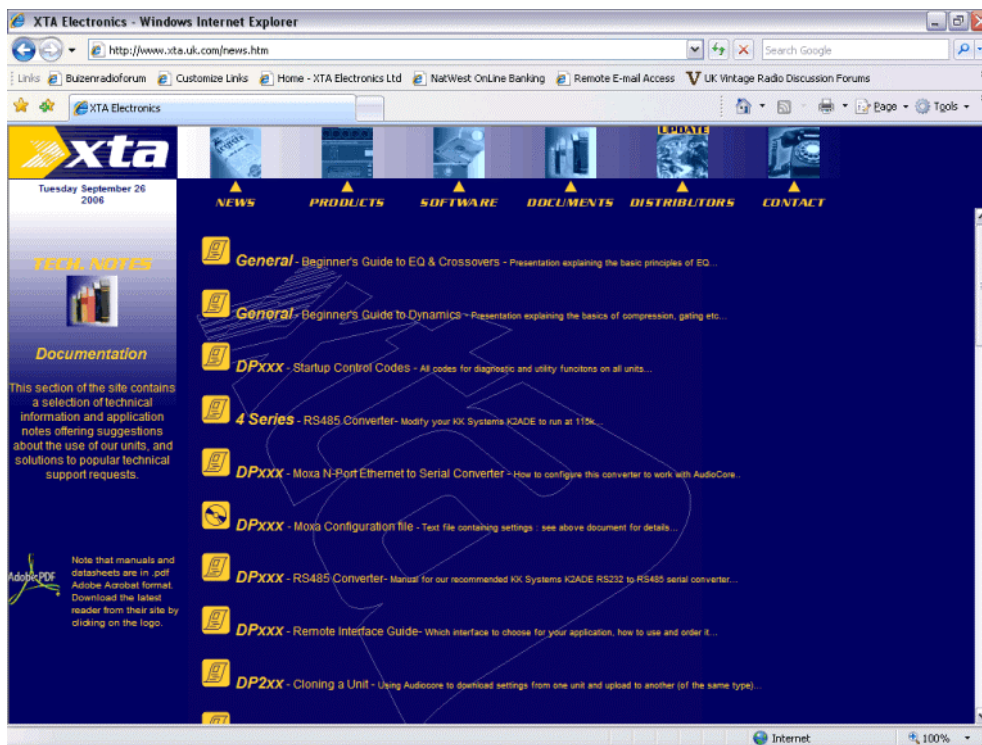 XTA Electronics - Windows Internet Explorer
http://www.xta.uk.com/news.htm
Search Google
Links Buizenradioforum Customize Links Home - XTA Electronics Ltd NatWest OnLine Banking Remote E-mail Access UK Vintage Radio Discussion Forums
XTA Electronics
Page Tools
xta
UPDATE
Tuesday September 26
2006
NEWS PRODUCTS SOFTWARE DOCUMENTS DISTRIBUTORS CONTACT
TECH. NOTES
Documentation
This section of the site contains
a selection of technical
information and application
notes offering suggestions
about the use of our units, and
solutions to popular technical
support requests.
Adobe PDF
Note that manuals and
datasheets are in .pdf
Adobe Acrobat format.
Download the latest
reader from their site by
clicking on the logo.
General - Beginner's Guide to EQ & Crossovers - Presentation explaining the basic principles of EQ...
General - Beginner's Guide to Dynamics - Presentation explaining the basics of compression, gating etc...
DPxxx - Startup Control Codes - All codes for diagnostic and utility funcitons on all units...
4 Series - RS485 Converter- Modify your KK Systems K2ADE to run at 115k...
DPxxx - Moxa N-Port Ethernet to Serial Converter - How to configure this converter to work with AudioCore..
DPxxx - Moxa Configuration file - Text file containing settings : see above document for details...
DPxxx - RS485 Converter- Manual for our recommended KK Systems K2ADE RS232 to RS485 serial converter...
DPxxx - Remote Interface Guide- Which interface to choose for your application, how to use and order it...
DP2xx - Cloning a Unit - Using Audiocore to download settings from one unit and upload to another (of the same type)...
Internet 100%